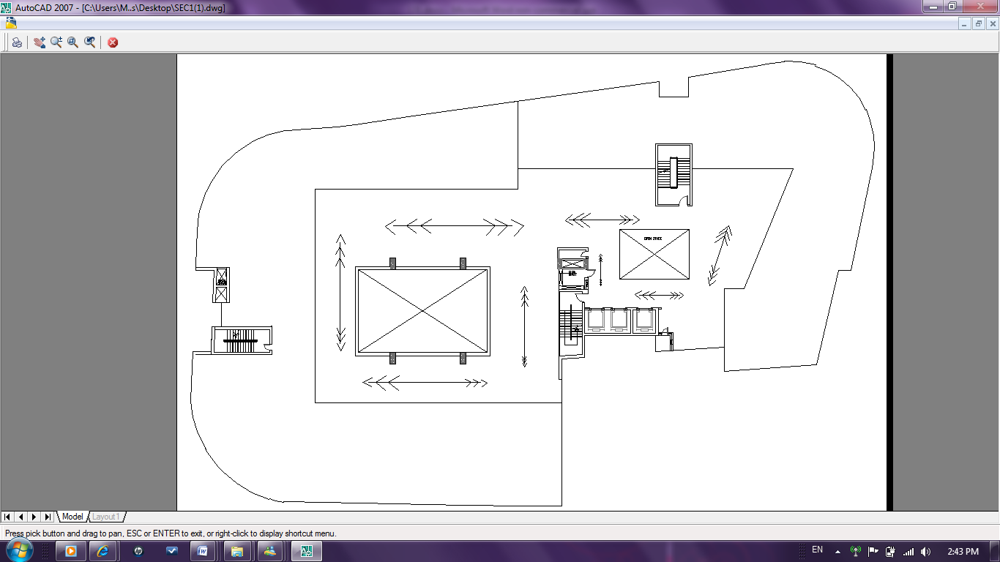 AutoCAD 2007 - [C:\Users\M..s\Desktop\SEC1(1).dwg]
OPEN SPACE
Model
Layout1
Press pick button and drag to pan, ESC or ENTER to exit, or right-click to display shortcut menu.
EN
2:43 PM